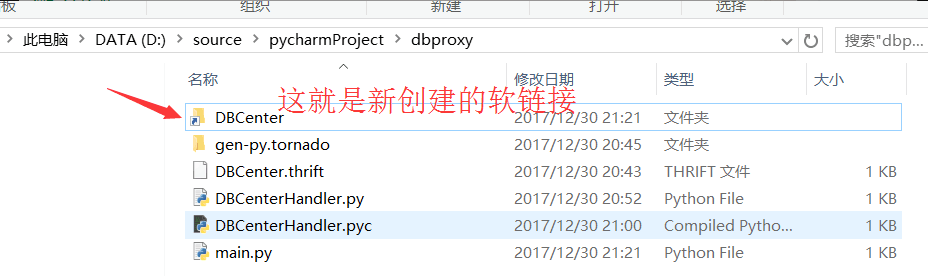 板 组织 新建 打开 选择
此电脑 DATA (D:) source pycharmProject dbproxy 搜索"dbp...
名称 修改日期 类型 大小
这就是新创建的软链接
DBCenter 2017/12/30 21:21 文件夹
gen-py.tornado 2017/12/30 20:45 文件夹
DBCenter.thrift 2017/12/30 20:43 THRIFT 文件 1 KB
DBCenterHandler.py 2017/12/30 20:52 Python File 1 KB
DBCenterHandler.pyc 2017/12/30 21:00 Compiled Pytho... 1 KB
main.py 2017/12/30 21:21 Python File 1 KB